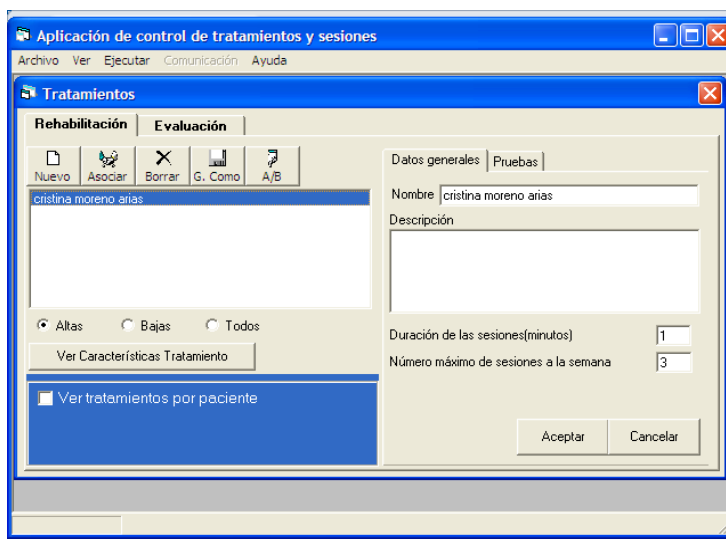 Aplicación de control de tratamientos y sesiones
Archivo Ver Ejecutar Comunicación Ayuda
Tratamientos
Rehabilitación Evaluación
Nuevo Asociar Borrar G. Como A/B
cristina moreno arias
Altas Bajas Todos
Ver Características Tratamiento
Ver tratamientos por paciente
Datos generales Pruebas
Nombre cristina moreno arias
Descripción
Duración de las sesiones(minutos) 1
Número máximo de sesiones a la semana 3
Aceptar Cancelar